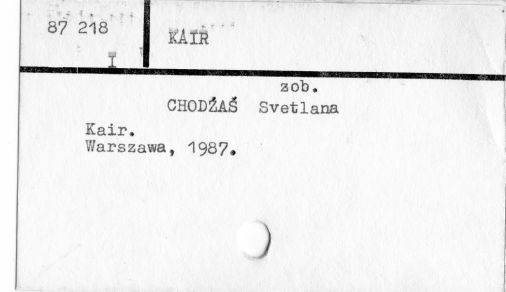 87 218
I
KAIR
zob.
CHODŹAŚ Svetlana
Kair.
Warszawa, 1987.